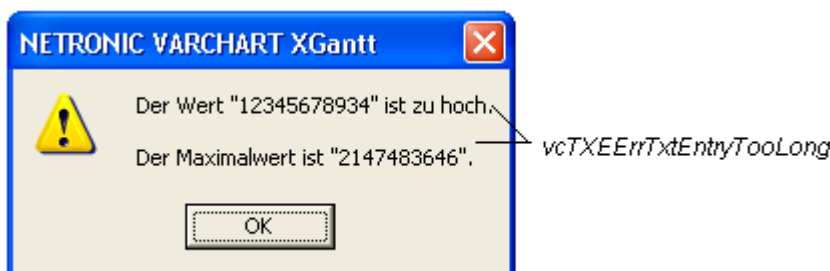 NETRONIC VARCHART XGantt
Der Wert "12345678934" ist zu hoch.
Der Maximalwert ist "2147483646".
vcTXEErrTxtEntryTooLong
OK